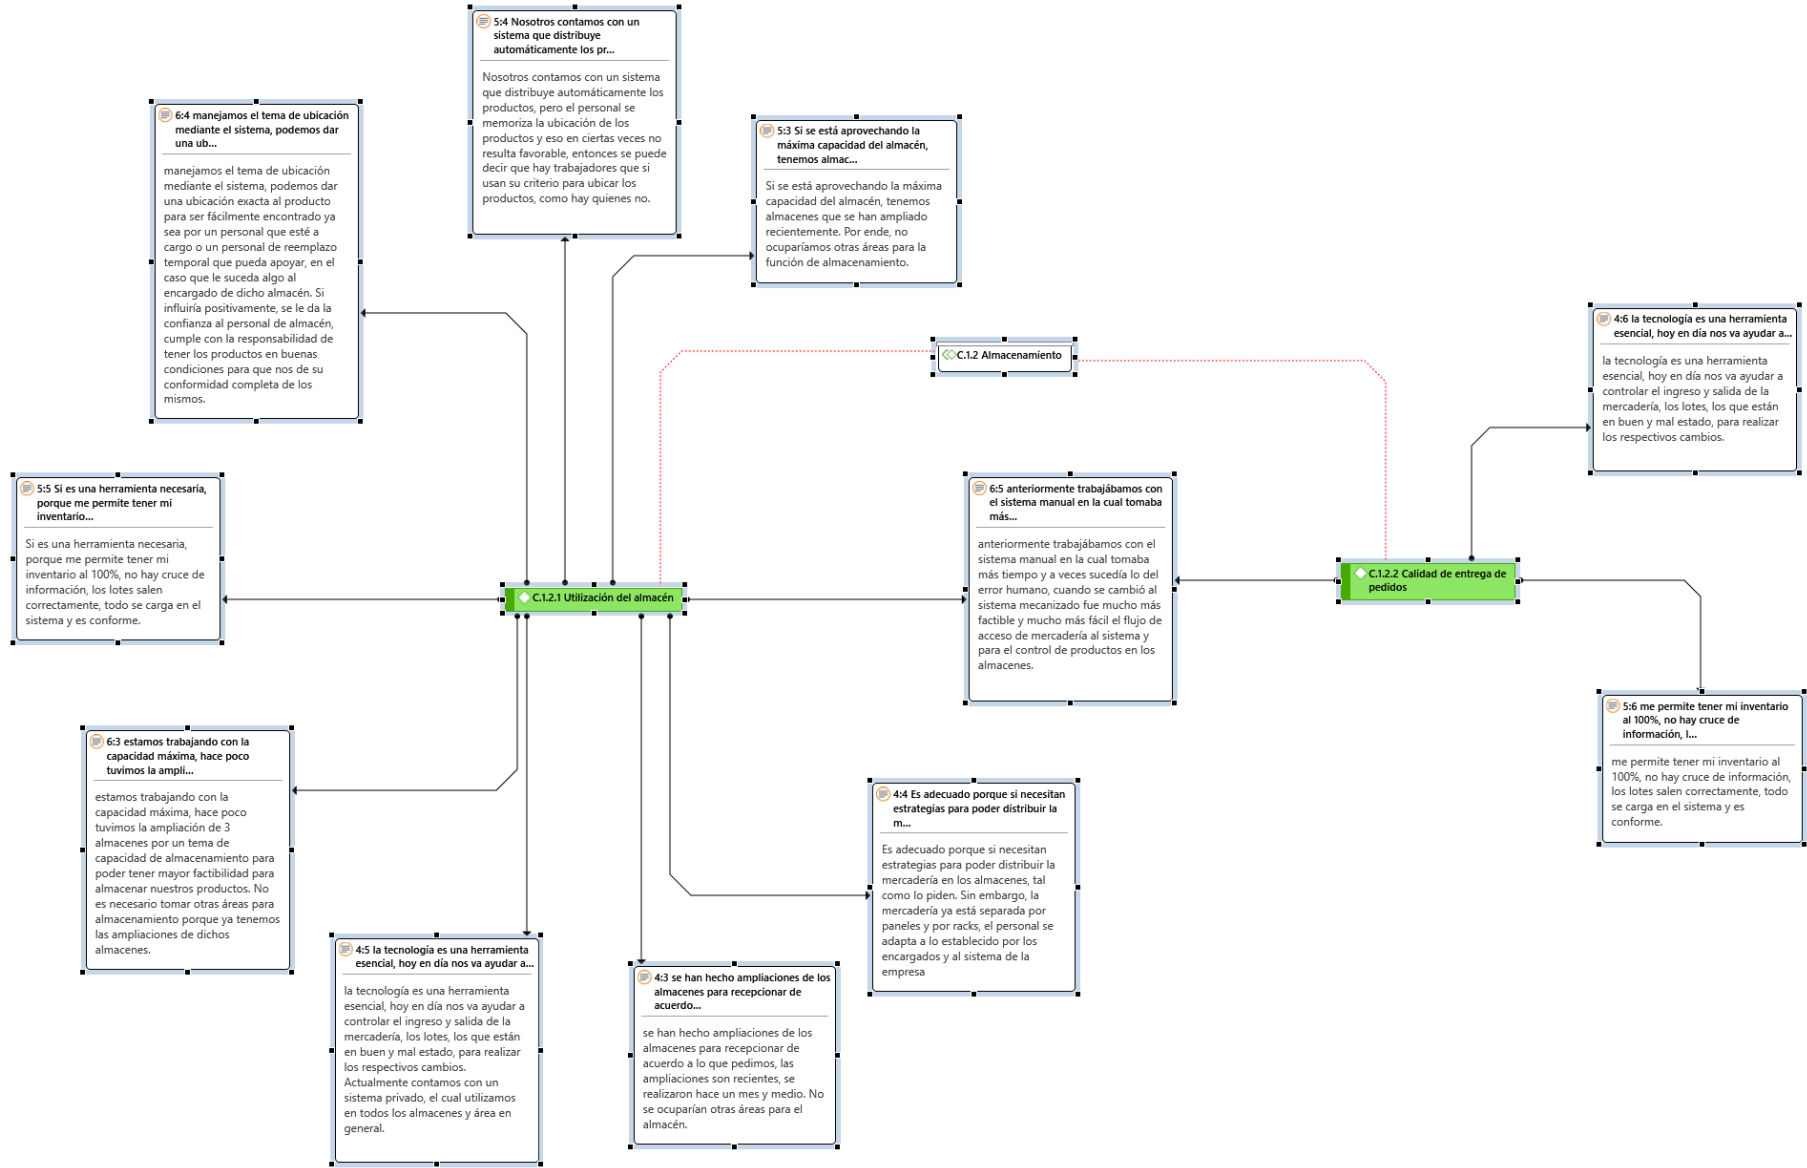 5:4 Nosotros contamos con un
sistema que distribuye
automáticamente los pr...
Nosotros contamos con un sistema
que distribuye automáticamente los
productos, pero el personal se
memoriza la ubicación de los
productos y eso en ciertas veces no
resulta favorable, entonces se puede
decir que hay trabajadores que si
usan su criterio para ubicar los
productos, como hay quienes no.
6:4 manejamos el tema de ubicación
mediante el sistema, podemos dar
una ub...
manejamos el tema de ubicación
mediante el sistema, podemos dar
una ubicación exacta al producto
para ser fácilmente encontrado ya
sea por un personal que esté a
cargo o un personal de reemplazo
temporal que pueda apoyar, en el
caso que le suceda algo al
encargado de dicho almacén. Si
influiría positivamente, se le da la
confianza al personal de almacén,
cumple con la responsabilidad de
tener los productos en buenas
condiciones para que nos de su
conformidad completa de los
mismos.
5:3 Si se está aprovechando la
máxima capacidad del almacén,
tenemos almac...
Si se está aprovechando la máxima
capacidad del almacén, tenemos
almacenes que se han ampliado
recientemente. Por ende, no
ocuparíamos otras áreas para la
función de almacenamiento.
C.1.2 Almacenamiento
4:6 la tecnología es una herramienta
esencial, hoy en día nos va ayudar a...
la tecnología es una herramienta
esencial, hoy en día nos va ayudar a
controlar el ingreso y salida de la
mercadería, los lotes, los que están
en buen y mal estado, para realizar
los respectivos cambios.
5:5 Si es una herramienta necesaria,
porque me permite tener mi
inventario...
Si es una herramienta necesaria,
porque me permite tener mi
inventario al 100%, no hay cruce de
información, los lotes salen
correctamente, todo se carga en el
sistema y es conforme.
C.1.2.1 Utilización del almacén
6:5 anteriormente trabajábamos con
el sistema manual en la cual tomaba
más...
anteriormente trabajábamos con el
sistema manual en la cual tomaba
más tiempo y a veces sucedía lo del
error humano, cuando se cambió al
sistema mecanizado fue mucho más
factible y mucho más fácil el flujo de
acceso de mercadería al sistema y
para el control de productos en los
almacenes.
C.1.2.2 Calidad de entrega de
pedidos
5:6 me permite tener mi inventario
al 100%, no hay cruce de
información, l...
me permite tener mi inventario al
100%, no hay cruce de información,
los lotes salen correctamente, todo
se carga en el sistema y es
conforme.
6:3 estamos trabajando con la
capacidad máxima, hace poco
tuvimos la ampli...
estamos trabajando con la
capacidad máxima, hace poco
tuvimos la ampliación de 3
almacenes por un tema de
capacidad de almacenamiento para
poder tener mayor factibilidad para
almacenar nuestros productos. No
es necesario tomar otras áreas para
almacenamiento porque ya tenemos
las ampliaciones de dichos
almacenes.
4:4 Es adecuado porque si necesitan
estrategias para poder distribuir la
m...
Es adecuado porque si necesitan
estrategias para poder distribuir la
mercadería en los almacenes, tal
como lo piden. Sin embargo, la
mercadería ya está separada por
paneles y por racks, el personal se
adapta a lo establecido por los
encargados y al sistema de la
empresa
4:5 la tecnología es una herramienta
esencial, hoy en día nos va ayudar a...
la tecnología es una herramienta
esencial, hoy en día nos va ayudar a
controlar el ingreso y salida de la
mercadería, los lotes, los que están
en buen y mal estado, para realizar
los respectivos cambios.
Actualmente contamos con un
sistema privado, el cual utilizamos
en todos los almacenes y área en
general.
4:3 se han hecho ampliaciones de los
almacenes para recepcionar de
acuerdo...
se han hecho ampliaciones de los
almacenes para recepcionar de
acuerdo a lo que pedimos, las
ampliaciones son recientes, se
realizaron hace un mes y medio. No
se ocuparían otras áreas para el
almacén.